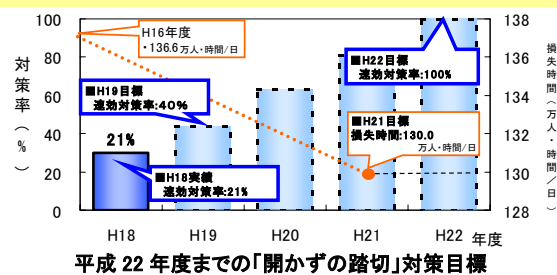 対策率（％）
100
80
60
40
20
0
H16年度
・136.6万人・時間/日
■H19目標
速効対策率:40%
21%
■H18実績
速効対策率:21%
■H22目標
速効対策率:100%
■H21目標
損失時間:130.0
万人・時間/日
138
136
134
132
130
128
損失時間（万人・時間／日）
H18 H19 H20 H21 H22 年度
平成 22 年度までの「開かずの踏切」対策目標